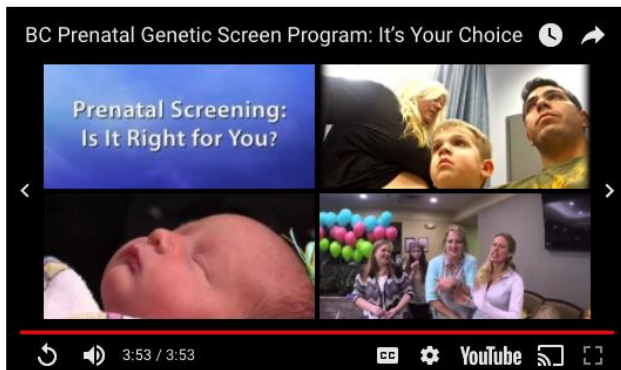 BC Prenatal Genetic Screen Program: It's Your Choice
Prenatal Screening:
Is It Right for You?
3:53 / 3:53
CC
YouTube